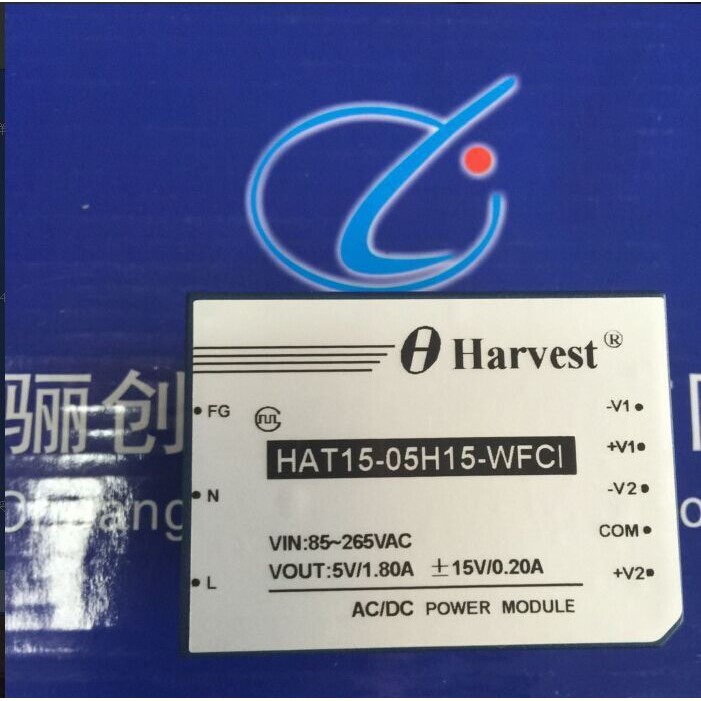 Harvest®
FG
-V1
HAT15-05H15-WFCI
+V1
N
-V2
VIN:85~265VAC
COM
VOUT:5V/1.80A ±15V/0.20A
L
+V2
AC/DC POWER MODULE
骊创